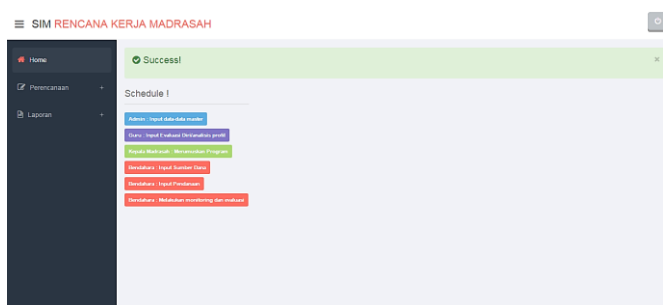 SIM RENCANA KERJA MADRASAH
Home
Perencanaan +
Laporan +
Success! ×
Schedule !
Admin : Input data-data master
Guru : Input Evaluasi Diri/analisis profil
Kepala Madrasah : Merumuskan Program
Bendahara : Input Sumber Dana
Bendahara : Input Pendanaan
Bendahara : Melakukan monitoring dan evaluasi